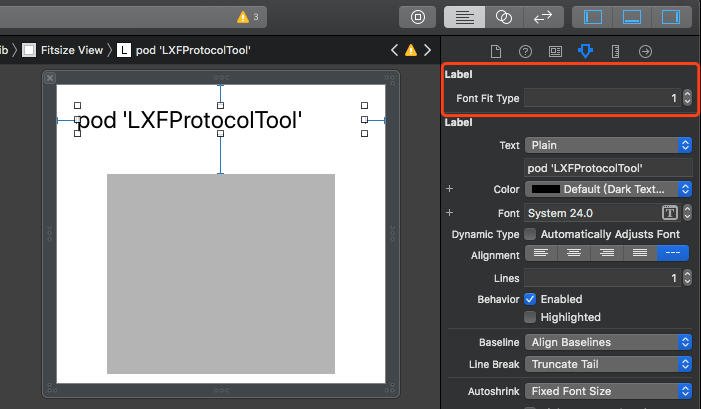 3
ib 〉 Fitsize View 〉 L pod 'LXFProtocolTool'
pod 'LXFProtocolTool'
Label
Font Fit Type 1
Label
Text Plain
pod 'LXFProtocolTool'
+ Color Default (Dark Text...
+ Font System 24.0 T
Dynamic Type Automatically Adjusts Font
Alignment
Lines 1
Behavior Enabled
Highlighted
Baseline Align Baselines
Line Break Truncate Tail
Autoshrink Fixed Font Size